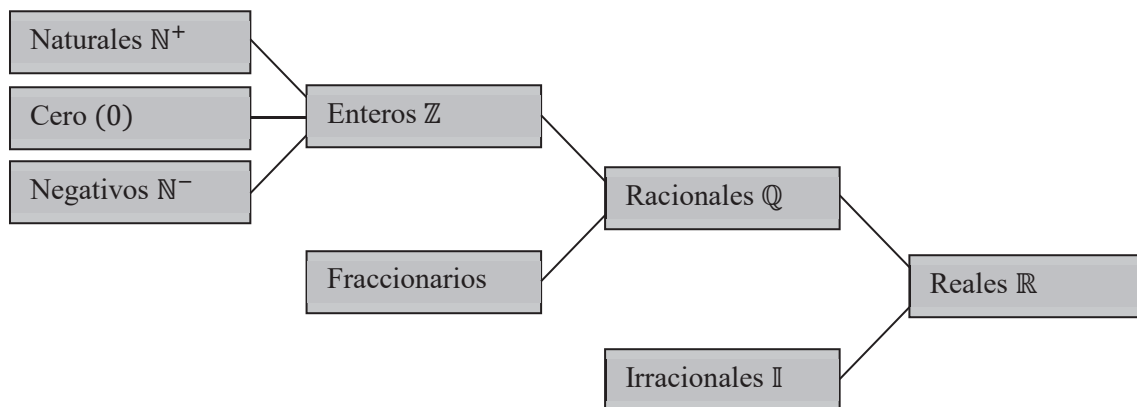 Naturales ℕ⁺
Cero (0)
Negativos ℕ⁻
Enteros ℤ
Fraccionarios
Racionales ℚ
Irracionales 𝕀
Reales ℝ